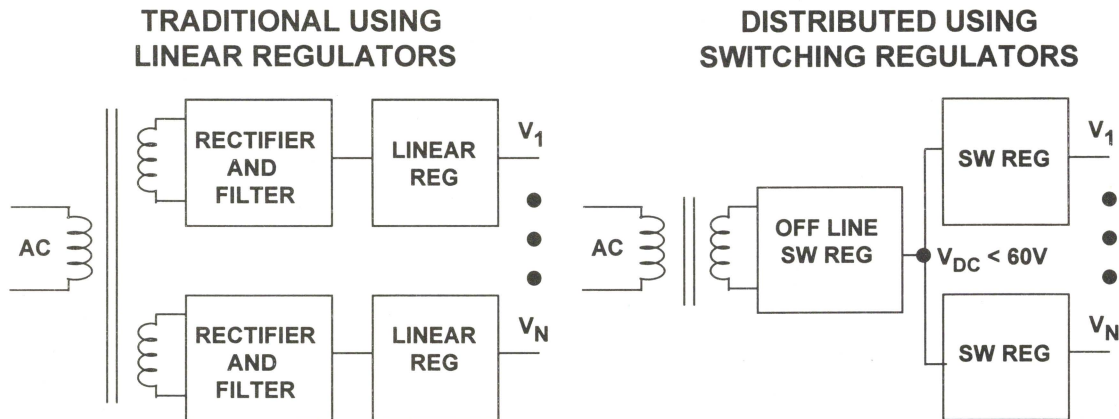 TRADITIONAL USING
LINEAR REGULATORS
RECTIFIER
AND
FILTER
LINEAR
REG
V1
AC
RECTIFIER
AND
FILTER
LINEAR
REG
VN
DISTRIBUTED USING
SWITCHING REGULATORS
SW REG
V1
AC
OFF LINE
SW REG
VDC < 60V
SW REG
VN